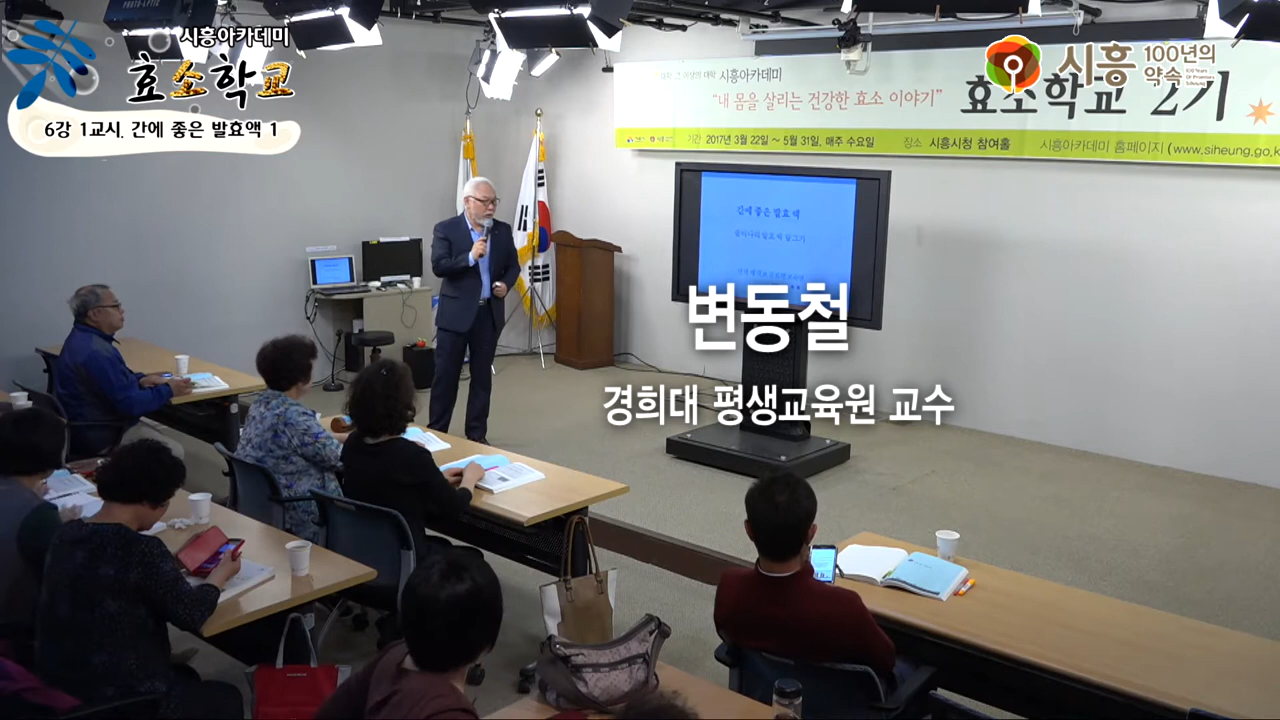 시흥아카데미
효소학교
6강 1교시. 간에 좋은 발효액 1
시흥아카데미
"내 몸을 살리는 건강한 효소 이야기"
효소학교 2기
기간 2017년 3월 22일 ~ 5월 31일, 매주 수요일 장소 시흥시청 참여홀 시흥아카데미 홈페이지 (www.siheung.go.k
시흥 100년의
약속
간에 좋은 발효액
변동철
경희대 평생교육원 교수